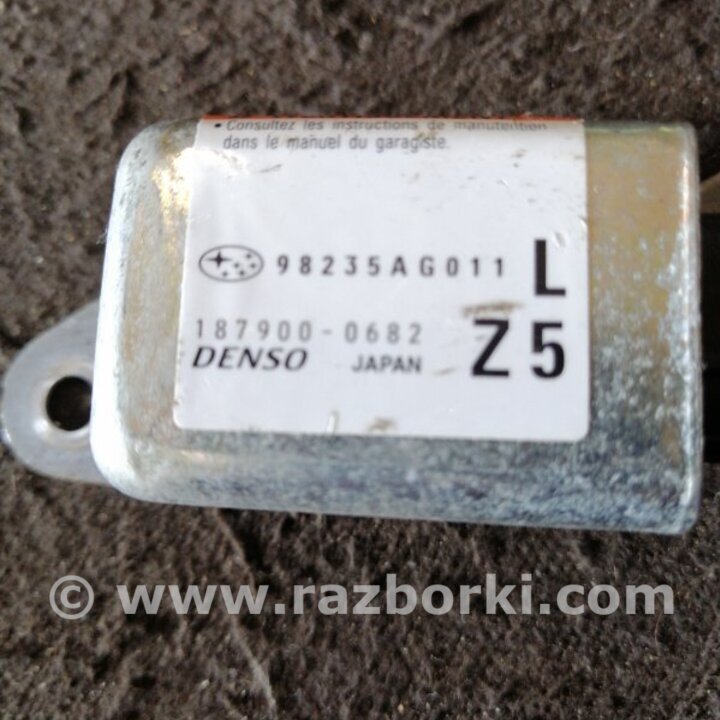 • Consultez les instructions de manutention
dans le manuel du garagiste.
98235AG011 L
187900-0682 Z5
DENSO JAPAN
© www.razborki.com